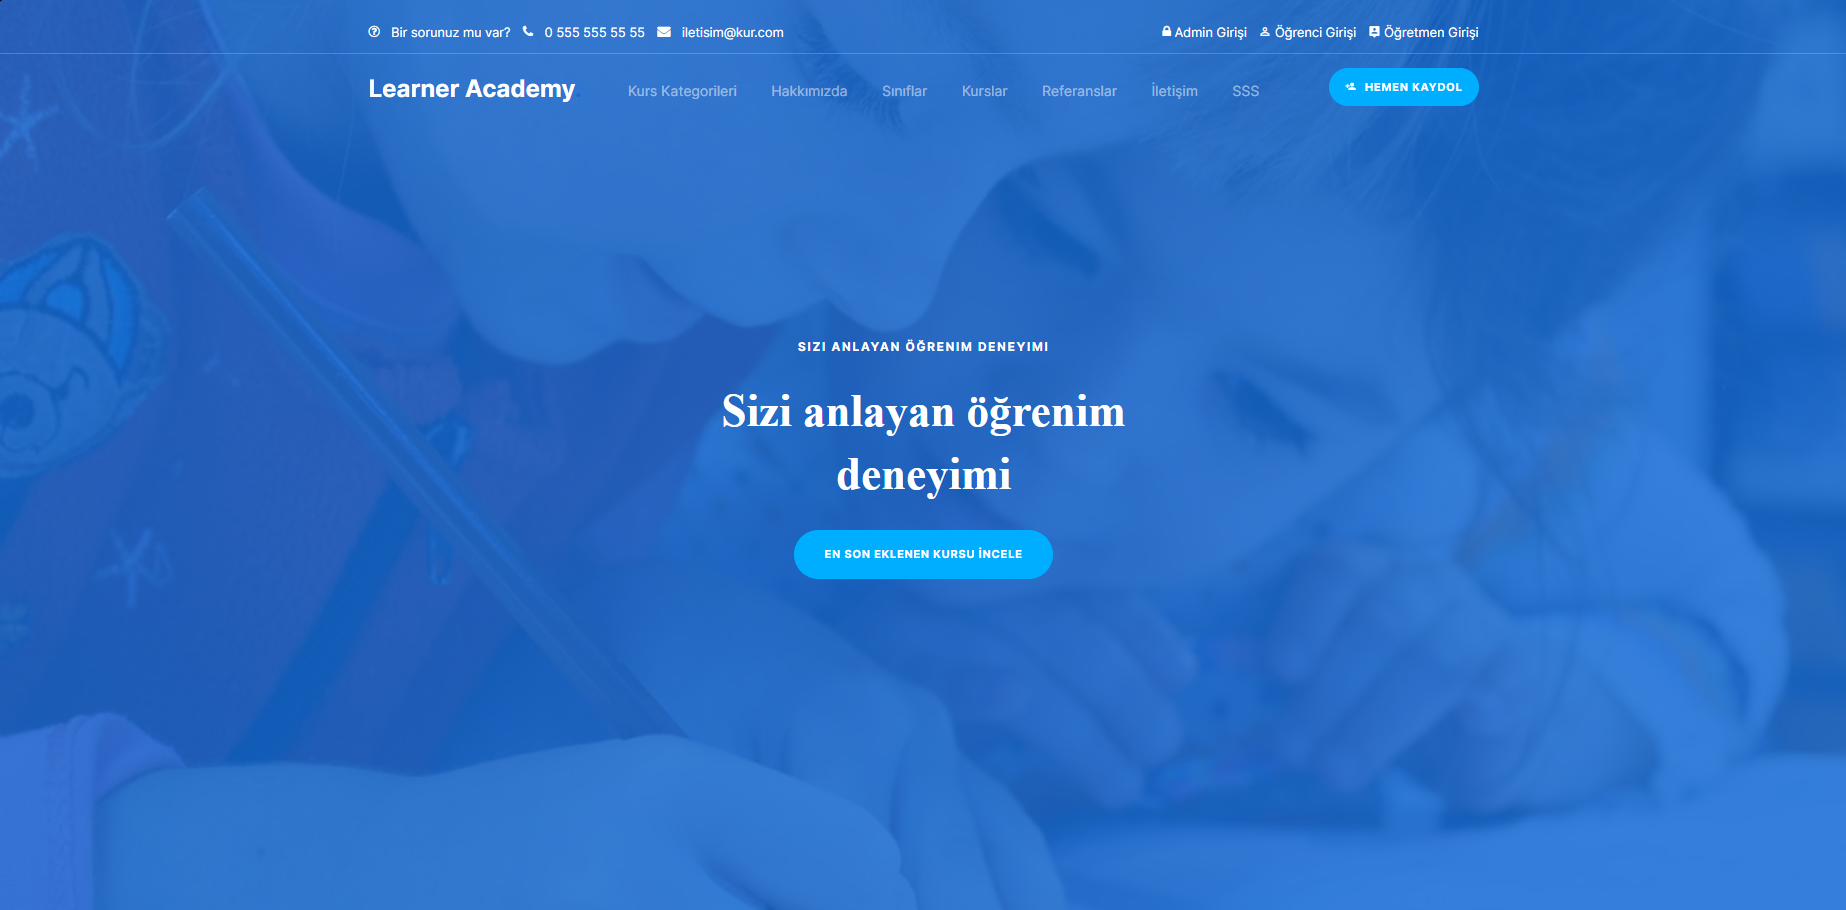 Bir sorunuz mu var? 0 555 555 55 55 iletisim@kur.com Admin Girişi Öğrenci Girişi Öğretmen Girişi
Learner Academy. Kurs Kategorileri Hakkımızda Sınıflar Kurslar Referanslar İletişim SSS HEMEN KAYDOL
SIZI ANLAYAN ÖĞRENIM DENEYIMI
Sizi anlayan öğrenim
deneyimi
EN SON EKLENEN KURSU İNCELE